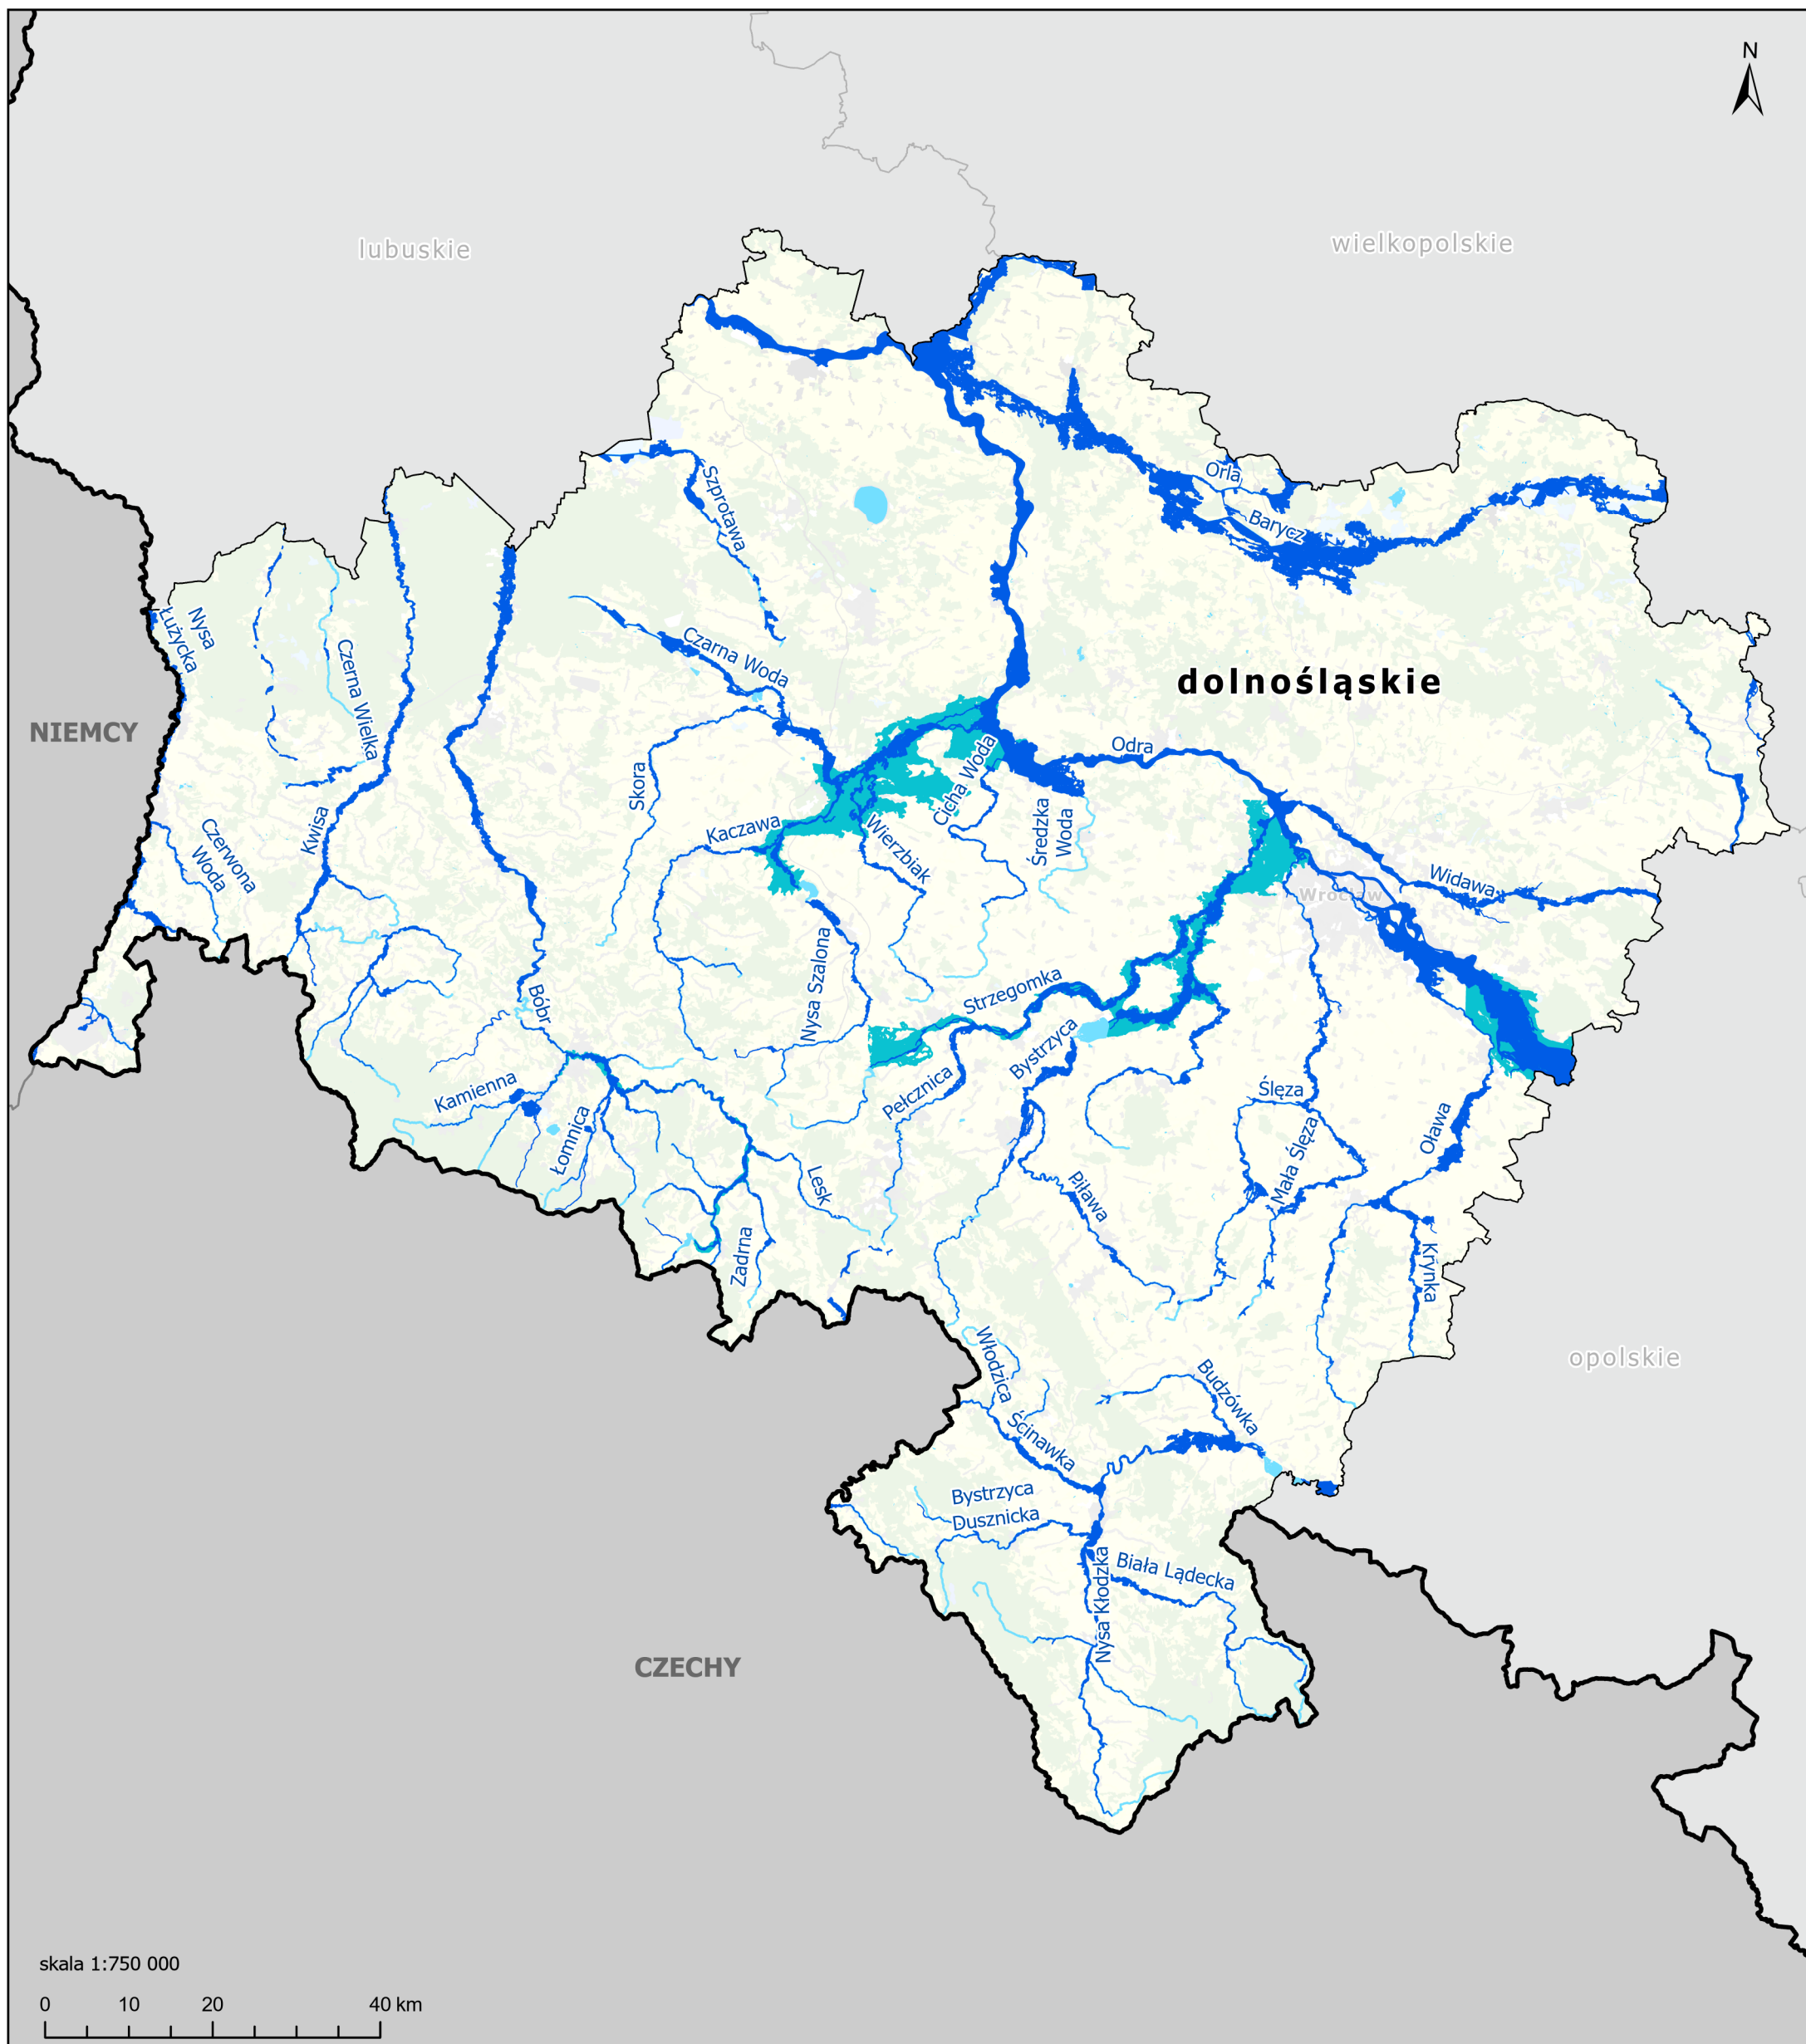 N
lubuskie
wielkopolskie
Orla
Szprotawa
Barycz
Nysa
Łużycka
Czarna Woda
Czerna Wielka
dolnośląskie
NIEMCY
Odra
Cicha Woda
Skora
Kaczawa
Wierzbiak
Średzka
Woda
Kwisa
Czerwona
Woda
Widawa
Wrocław
Nysa Szalona
Strzegomka
Bóbr
Bystrzyca
Kamienna
Pełcznica
Ślęza
Łomnica
Mała Ślęza
Oława
Lesk
Piława
Zadrna
Krynka
Włodzica
opolskie
Budzówka
Ścinawka
Bystrzyca
Dusznicka
Biała Lądecka
Nysa Kłodzka
CZECHY
skala 1:750 000
0 10 20 40 km